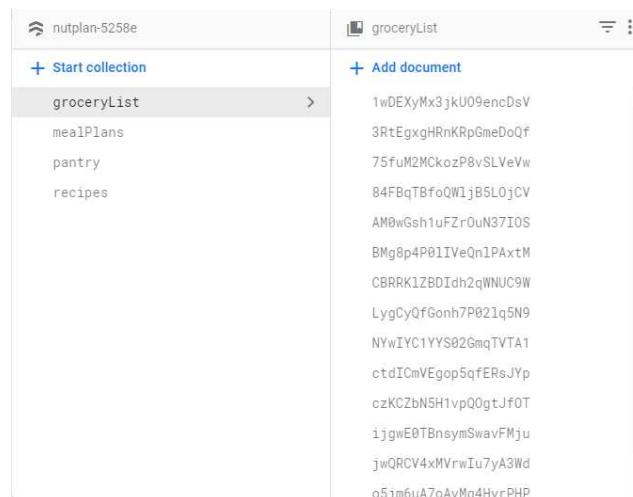 nutplan-5258e
Start collection
groceryList
mealPlans
pantry
recipes
groceryList
Add document
1wDEXyMx3jkUO9encDsV
3RtEgxgHRnKRpGmeDoQf
75fuM2MCkozP8vSLVeVw
84FBqTBfoQWljB5LOjCV
AM0wGsh1uFZrOuN37IOS
BMg8p4P0lIVeQnlPAxtM
CBRRKlZBDIdh2qWNUC9W
LygCyQfGonh7P02lq5N9
NYwIYC1YYS02GmqTVTA1
ctdICmVEgop5qfERsJYp
czKCZbN5H1vpQOgtJfOT
ijgwE0TBnsymSwavFMju
jwQRCV4xMVrwIu7yA3Wd